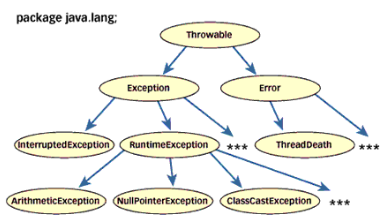 package java.lang;
Throwable
Exception
Error
InterruptedException
RuntimeException
***
ThreadDeath
***
ArithmeticException
NullPointerException
ClassCastException
***